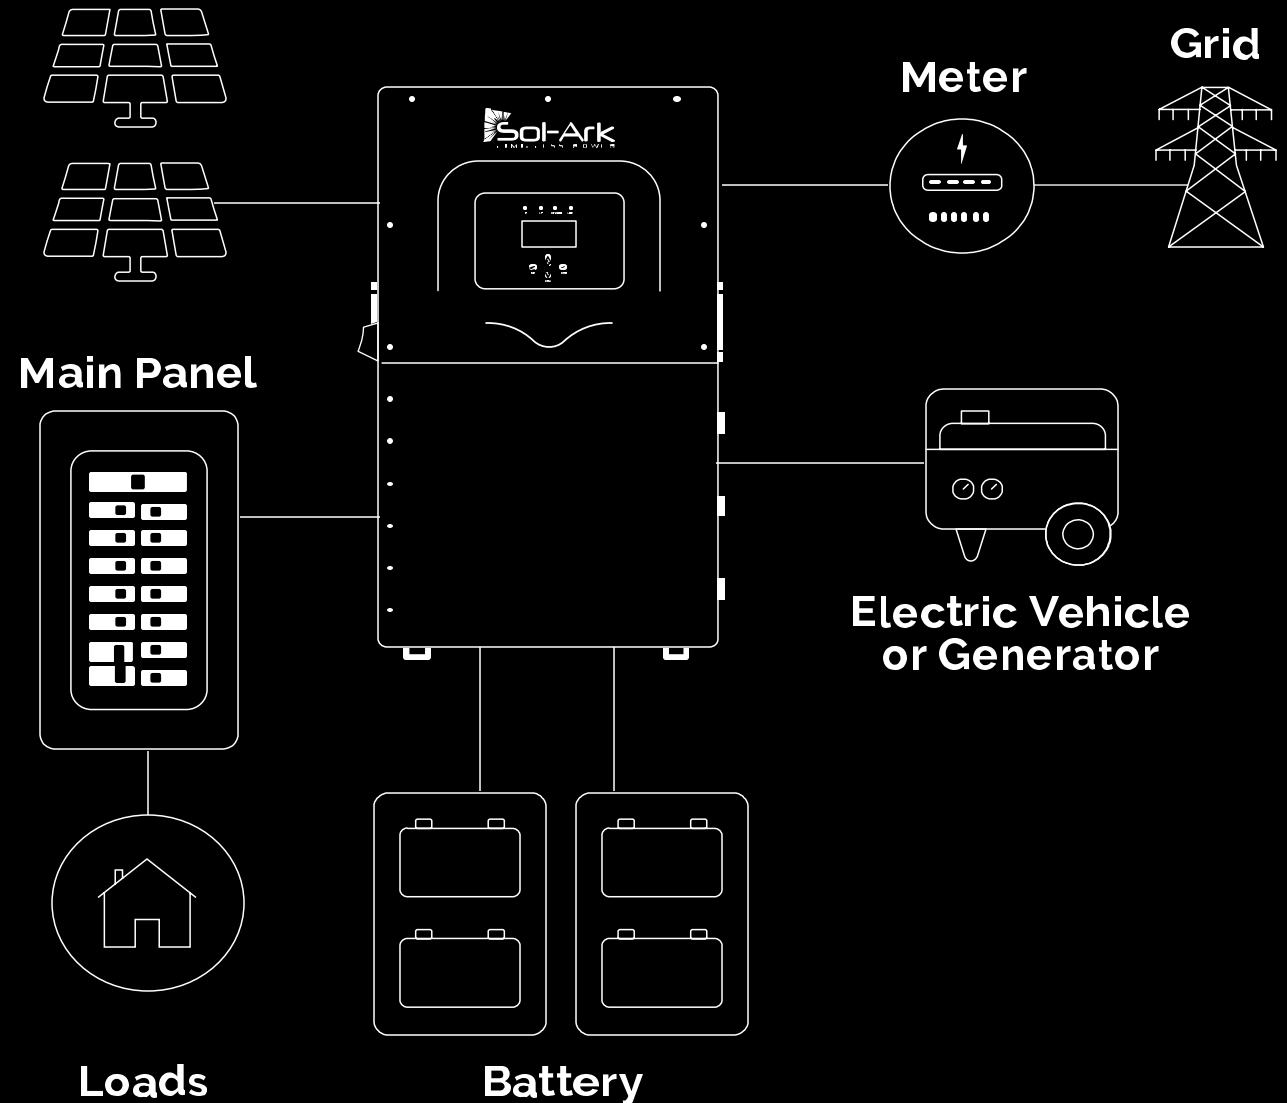 Grid
Meter
Sol-Ark
Main Panel
Electric Vehicle
or Generator
Loads
Battery